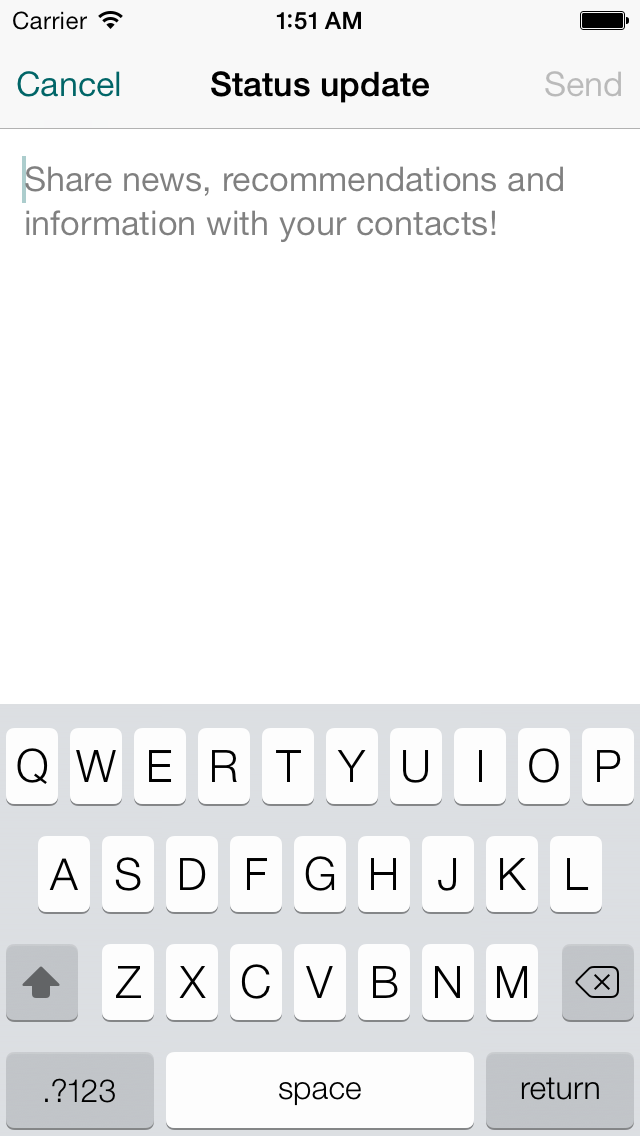 Carrier 1:51 AM
Cancel Status update Send
Share news, recommendations and
information with your contacts!
Q W E R T Y U I O P
A S D F G H J K L
Z X C V B N M
.?123 space return